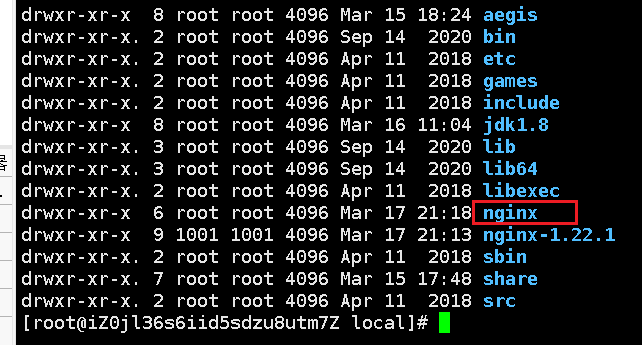 drwxr-xr-x  8 root root 4096 Mar 15 18:24 aegis
drwxr-xr-x. 2 root root 4096 Sep 14  2020 bin
drwxr-xr-x. 2 root root 4096 Apr 11  2018 etc
drwxr-xr-x. 2 root root 4096 Apr 11  2018 games
drwxr-xr-x. 2 root root 4096 Apr 11  2018 include
drwxr-xr-x  8 root root 4096 Mar 16 11:04 jdk1.8
drwxr-xr-x. 3 root root 4096 Sep 14  2020 lib
drwxr-xr-x. 3 root root 4096 Sep 14  2020 lib64
drwxr-xr-x. 2 root root 4096 Apr 11  2018 libexec
drwxr-xr-x  6 root root 4096 Mar 17 21:18 nginx
drwxr-xr-x  9 1001 1001 4096 Mar 17 21:13 nginx-1.22.1
drwxr-xr-x. 2 root root 4096 Apr 11  2018 sbin
drwxr-xr-x. 7 root root 4096 Mar 15 17:48 share
drwxr-xr-x. 2 root root 4096 Apr 11  2018 src
[root@iZ0jl36s6iid5sdzu8utm7Z local]#